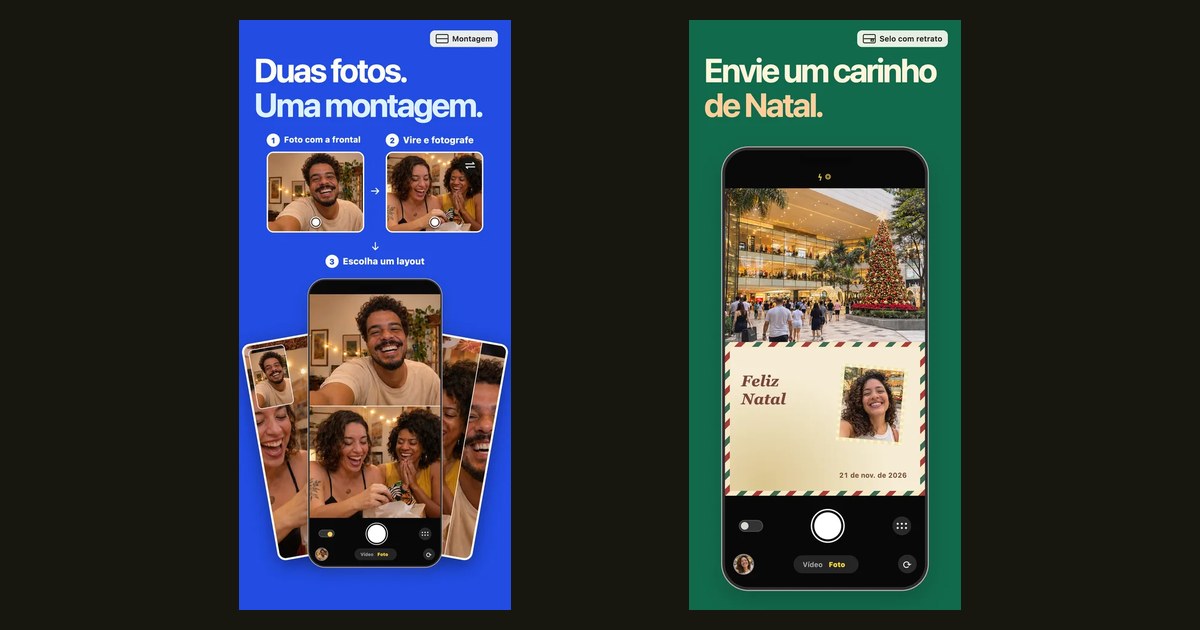 Montagem
Duas fotos.
Uma montagem.
1 Foto com a frontal
2 Vire e fotografe
3 Escolha um layout
Vídeo Foto
Selo com retrato
Envie um carinho
de Natal.
Feliz
Natal
21 de nov. de 2026
Vídeo Foto